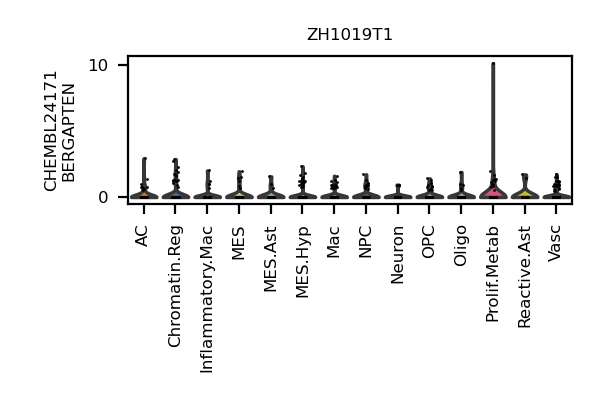 ZH1019T1
CHEMBL24171
BERGAPTEN
10
0
AC
Chromatin.Reg
Inflammatory.Mac
MES
MES.Ast
MES.Hyp
Mac
NPC
Neuron
OPC
Oligo
Prolif.Metab
Reactive.Ast
Vasc